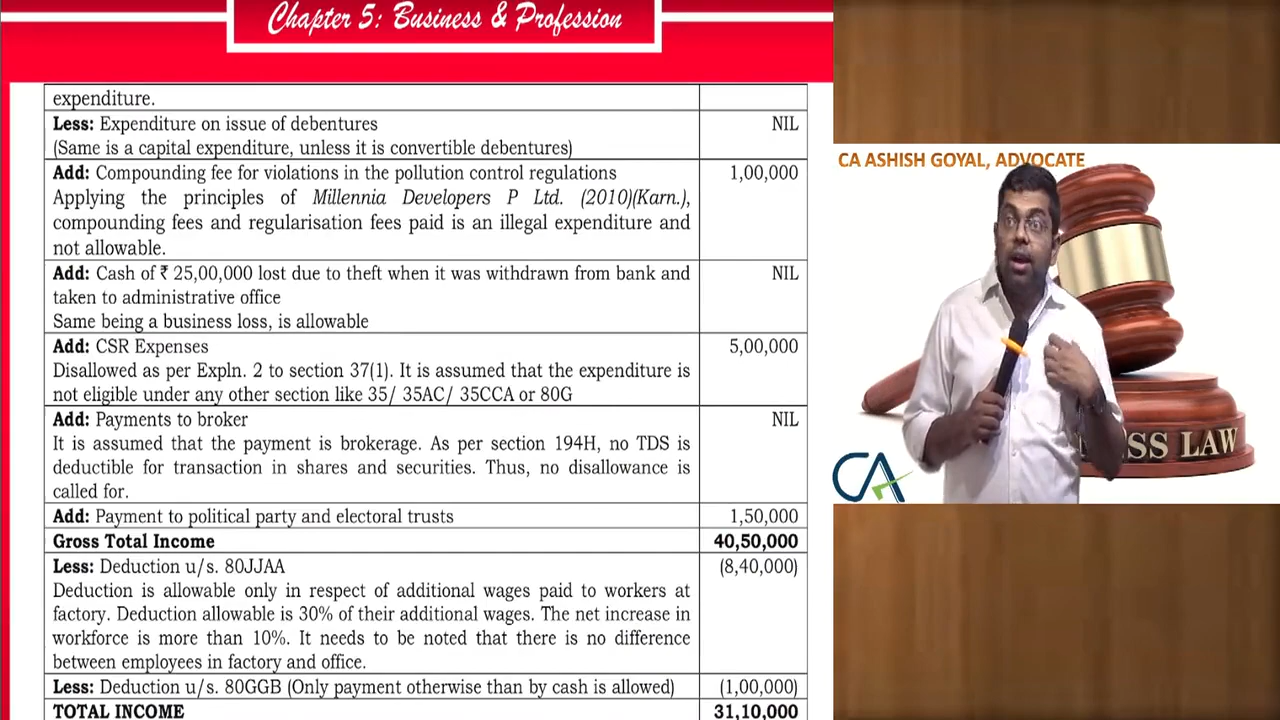 Chapter 5: Business & Profession
expenditure.
Less: Expenditure on issue of debentures NIL
(Same is a capital expenditure, unless it is convertible debentures)
Add: Compounding fee for violations in the pollution control regulations 1,00,000
Applying the principles of Millennia Developers P Ltd. (2010)(Karn.),
compounding fees and regularisation fees paid is an illegal expenditure and
not allowable.
Add: Cash of ₹ 25,00,000 lost due to theft when it was withdrawn from bank and NIL
taken to administrative office
Same being a business loss, is allowable
Add: CSR Expenses 5,00,000
Disallowed as per Expln. 2 to section 37(1). It is assumed that the expenditure is
not eligible under any other section like 35/ 35AC/ 35CCA or 80G
Add: Payments to broker NIL
It is assumed that the payment is brokerage. As per section 194H, no TDS is
deductible for transaction in shares and securities. Thus, no disallowance is
called for.
Add: Payment to political party and electoral trusts 1,50,000
Gross Total Income 40,50,000
Less: Deduction u/s. 80JJAA (8,40,000)
Deduction is allowable only in respect of additional wages paid to workers at
factory. Deduction allowable is 30% of their additional wages. The net increase in
workforce is more than 10%. It needs to be noted that there is no difference
between employees in factory and office.
Less: Deduction u/s. 80GGB (Only payment otherwise than by cash is allowed) (1,00,000)
TOTAL INCOME 31,10,000
CA ASHISH GOYAL, ADVOCATE
SS LAW
CA